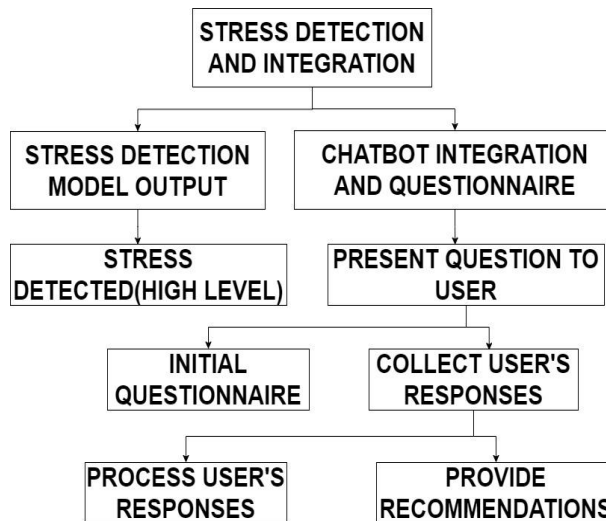 STRESS DETECTION
AND INTEGRATION
STRESS DETECTION
MODEL OUTPUT
CHATBOT INTEGRATION
AND QUESTIONNAIRE
STRESS
DETECTED(HIGH LEVEL)
PRESENT QUESTION TO
USER
INITIAL
QUESTIONNAIRE
COLLECT USER'S
RESPONSES
PROCESS USER'S
RESPONSES
PROVIDE
RECOMMENDATIONS